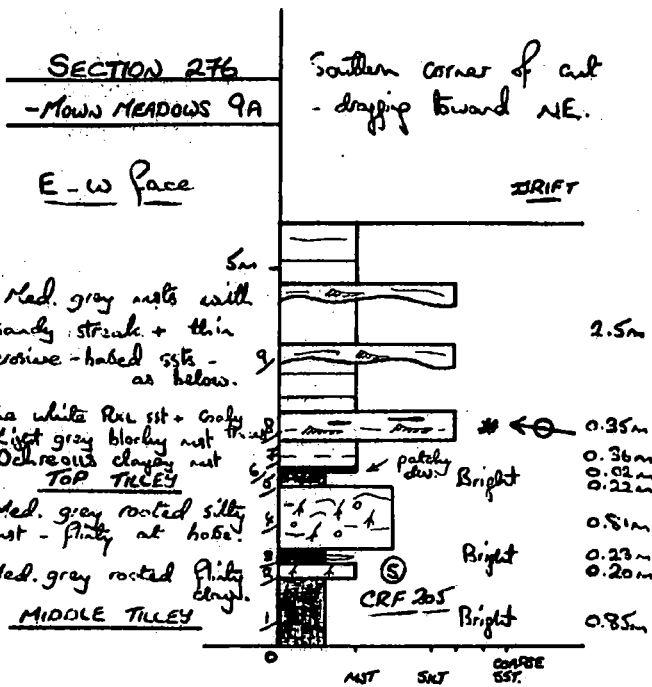 SECTION 276
- MOWN MEADOWS 9A
Southern corner of cut
- dragging toward NE.
E-W face
DRIFT
5m
Med. grey msts with
sandy streak + thin
erosive-based ssts -
as below.
9
2.5m
white RXL sst + coaly
8
0.35m
Light grey blocky mst
7
0.36m
Ochreous clayey mst
6
patchy
0.02m
TOP TILLEY
5
Bright
0.22m
Med. grey rooted silty
mst - flinty at base.
4
0.81m
3
Bright
0.23m
Med. grey rooted flinty
clays.
2
5
0.20m
CRF 205
MIDDLE TILLEY
1
Bright
0.85m
0
MST
SKT
COARSE
SST.